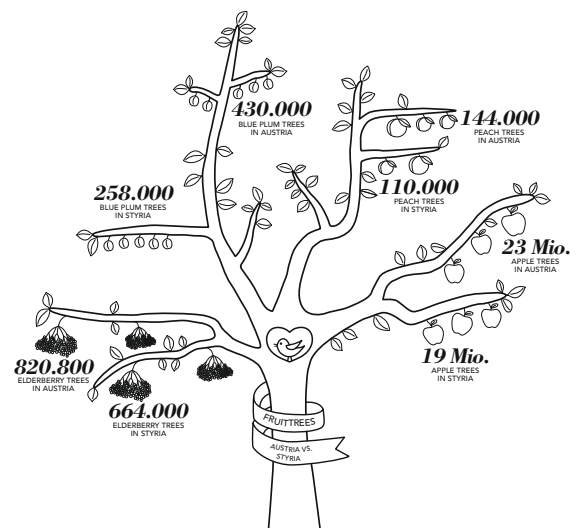 430.000
BLUE PLUM TREES
IN AUSTRIA
144.000
PEACH TREES
IN AUSTRIA
258.000
BLUE PLUM TREES
IN STYRIA
110.000
PEACH TREES
IN STYRIA
23 Mio.
APPLE TREES
IN AUSTRIA
19 Mio.
APPLE TREES
IN STYRIA
820.800
ELDERBERRY TREES
IN AUSTRIA
664.000
ELDERBERRY TREES
IN STYRIA
FRUITTREES
AUSTRIA VS.
STYRIA